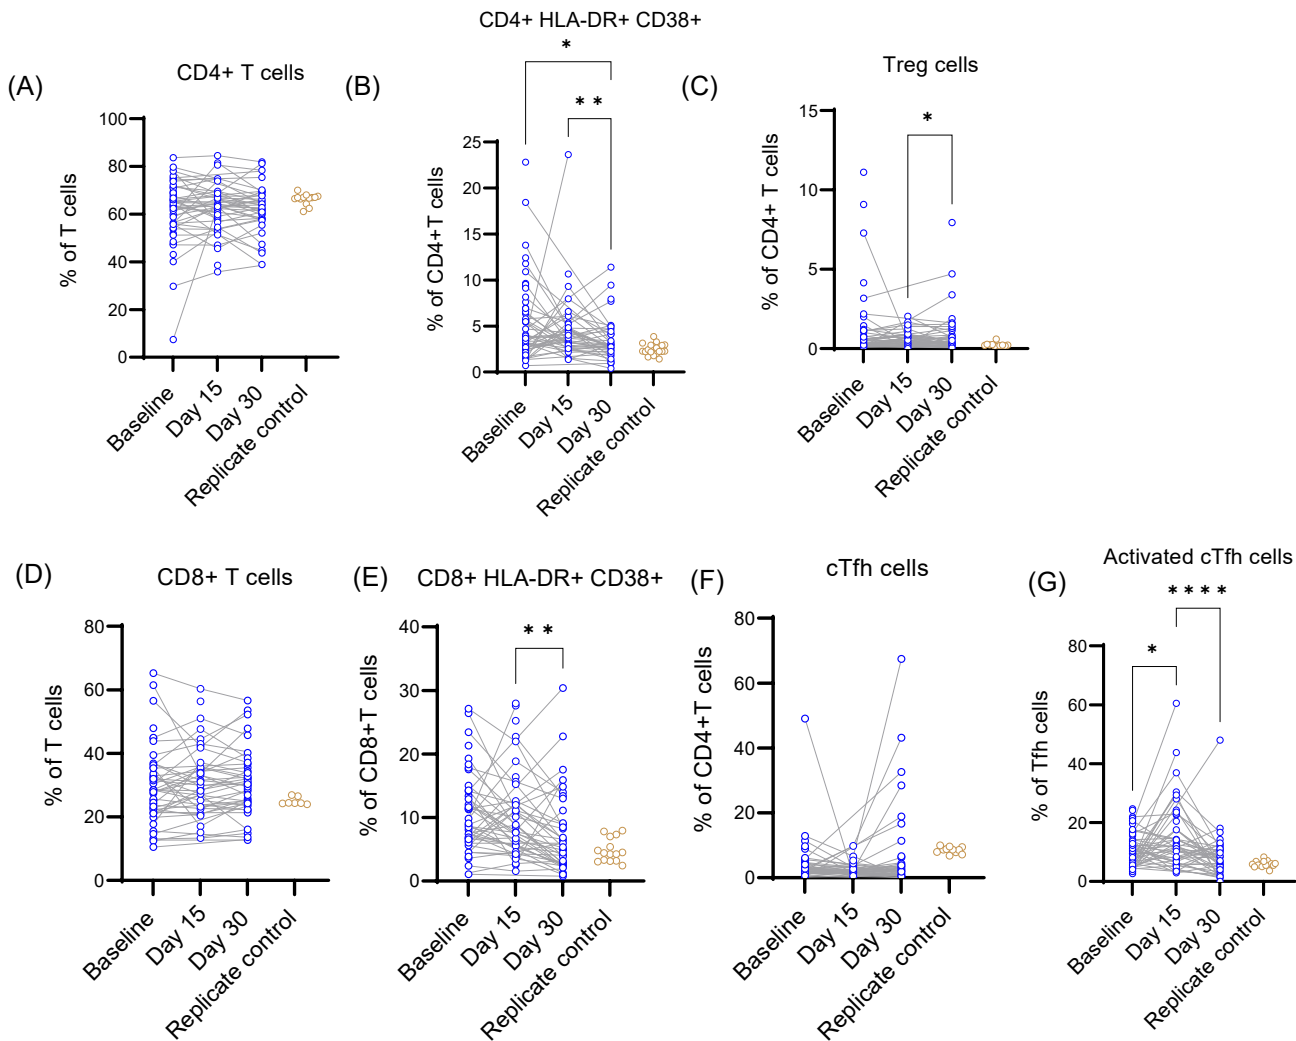 (A)
CD4+ T cells
% of T cells
100
80
60
40
20
0
Baseline
Day 15
Day 30
Replicate control
(B)
CD4+ HLA-DR+ CD38+
*
* *
% of CD4+T cells
25
20
15
10
5
0
Baseline
Day 15
Day 30
Replicate control
(C)
Treg cells
*
% of CD4+ T cells
15
10
5
0
Baseline
Day 15
Day 30
Replicate control
(D)
CD8+ T cells
% of T cells
80
60
40
20
0
Baseline
Day 15
Day 30
Replicate control
(E)
CD8+ HLA-DR+ CD38+
* *
% of CD8+T cells
40
30
20
10
0
Baseline
Day 15
Day 30
Replicate control
(F)
cTfh cells
% of CD4+T cells
80
60
40
20
0
Baseline
Day 15
Day 30
Replicate control
(G)
Activated cTfh cells
* * * *
*
% of Tfh cells
80
60
40
20
0
Baseline
Day 15
Day 30
Replicate control